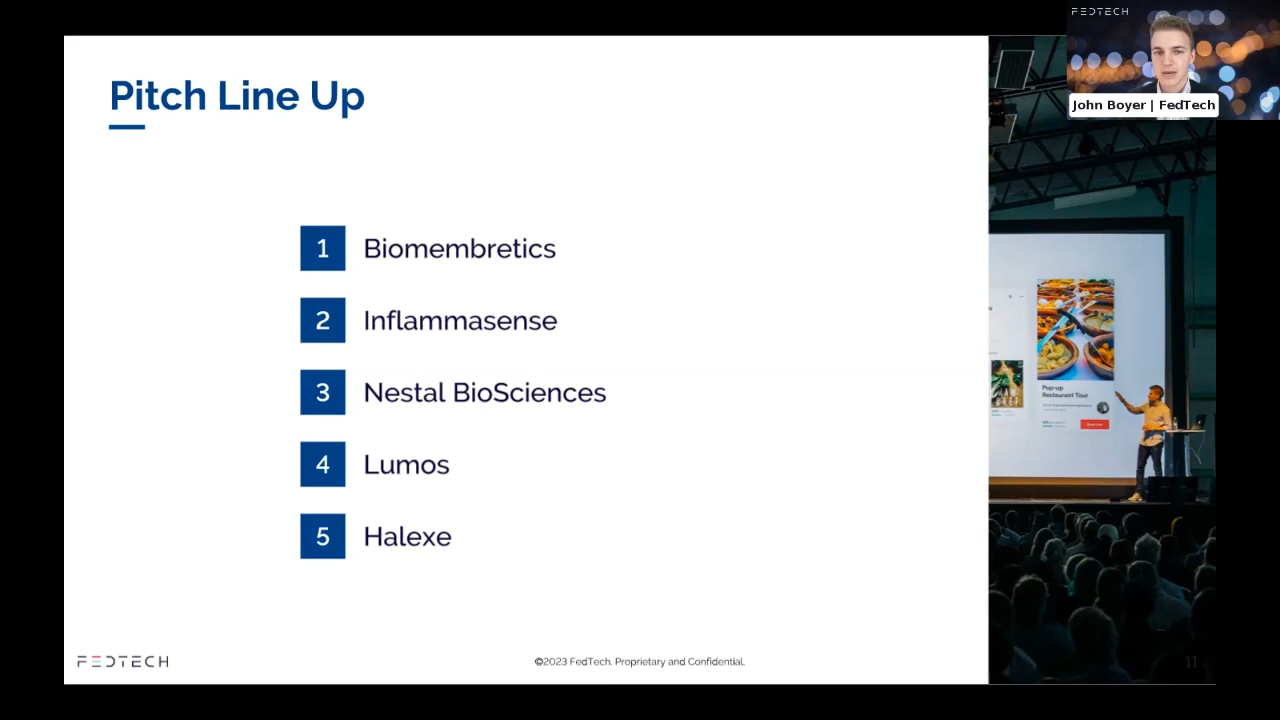 FEDTECH
John Boyer | FedTech
Pitch Line Up
1 Biomembretics
2 Inflammasense
3 Nestal BioSciences
4 Lumos
5 Halexe
Pop-up
Restaurant Tour
FEDTECH
©2023 FedTech. Proprietary and Confidential.
11